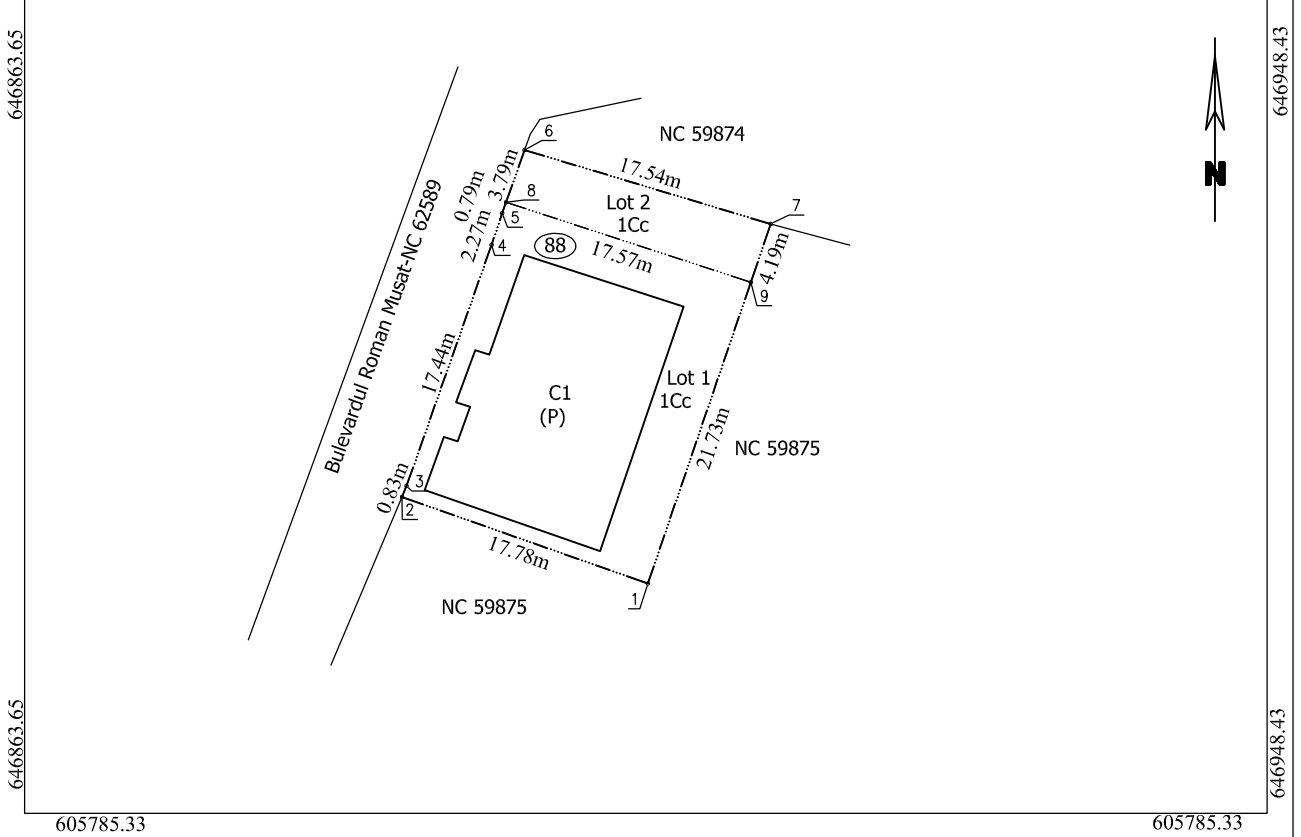 646863.65
646948.43
N
6
NC 59874
17.54m
3.79m
0.79m
8
Lot 2
1Cc
7
5
2.27m
4
88
17.57m
4.19m
9
Bulevardul Roman Musat-NC 62589
17.44m
Lot 1
1Cc
C1
(P)
21.73m
NC 59875
0.83m
3
2
17.78m
1
NC 59875
646863.65
646948.43
605785.33
605785.33